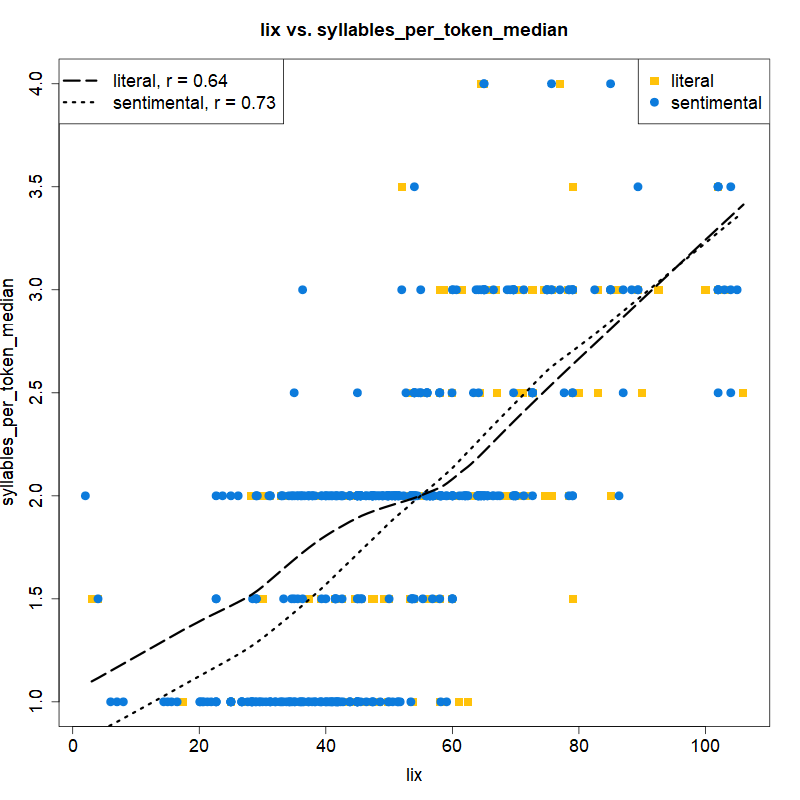 lix vs. syllables_per_token_median
literal, r = 0.64
sentimental, r = 0.73
literal
sentimental
syllables_per_token_median
4.0
3.5
3.0
2.5
2.0
1.5
1.0
0 20 40 60 80 100
lix